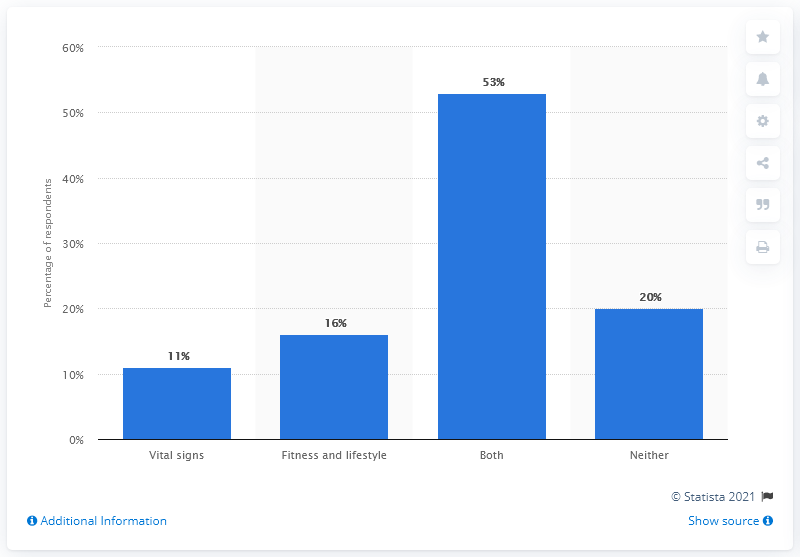 60%
50%
40%
30%
20%
10%
0%
Percentage of respondents
11%
16%
53%
20%
Vital signs
Fitness and lifestyle
Both
Neither
© Statista 2021
Additional Information
Show source